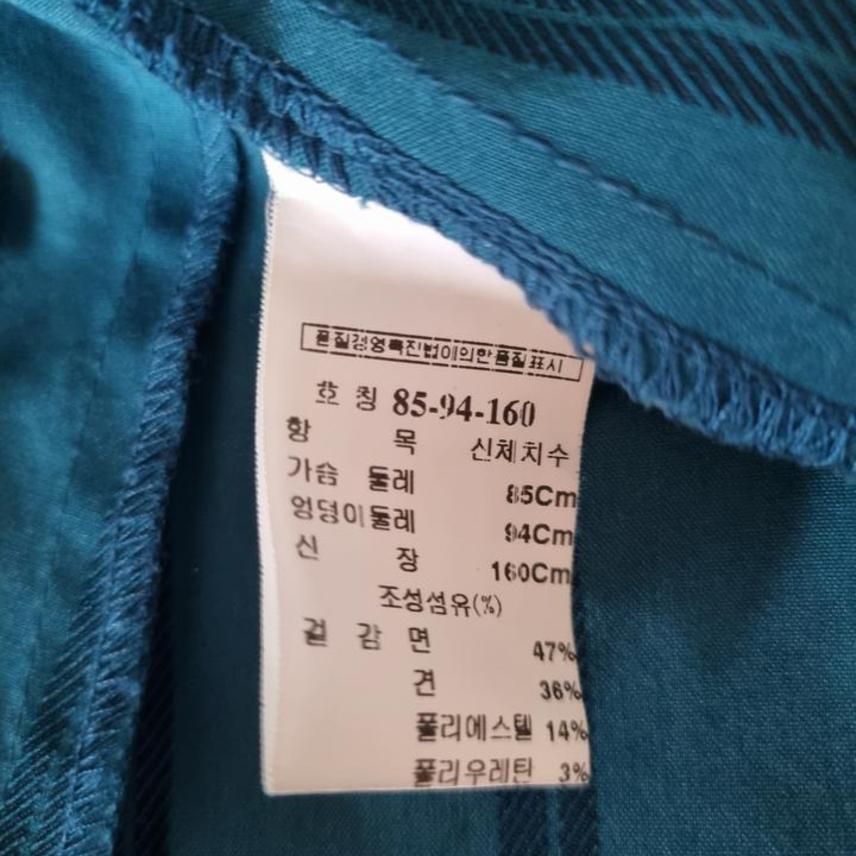 품질경영촉진법에의한품질표시
호 칭 85-94-160
항 목 신체치수
가슴 둘레 85Cm
엉덩이둘레 94Cm
신 장 160Cm
조성섬유(%)
겉 감 면 47%
견 36%
폴리에스텔 14%
폴리우레탄 3%